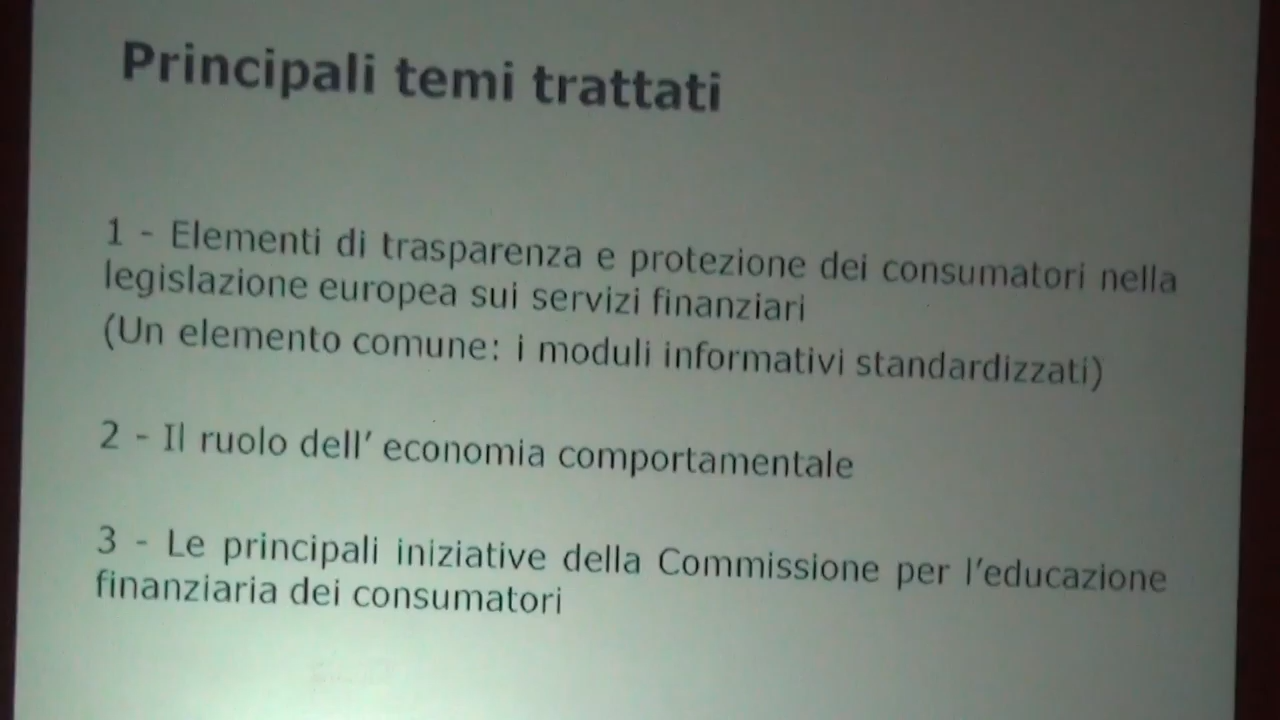 Principali temi trattati
1 - Elementi di trasparenza e protezione dei consumatori nella
legislazione europea sui servizi finanziari
(Un elemento comune: i moduli informativi standardizzati)
2 - Il ruolo dell' economia comportamentale
3 - Le principali iniziative della Commissione per l'educazione
finanziaria dei consumatori